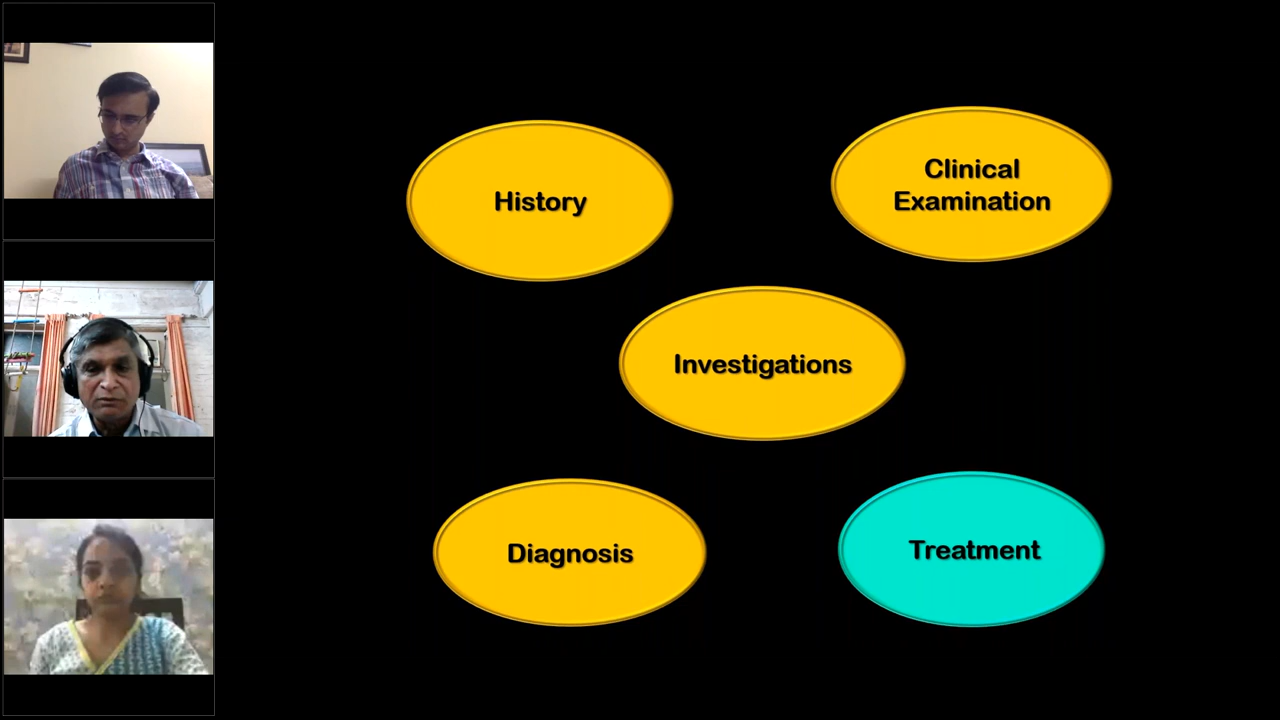 History
Clinical
Examination
Investigations
Diagnosis
Treatment